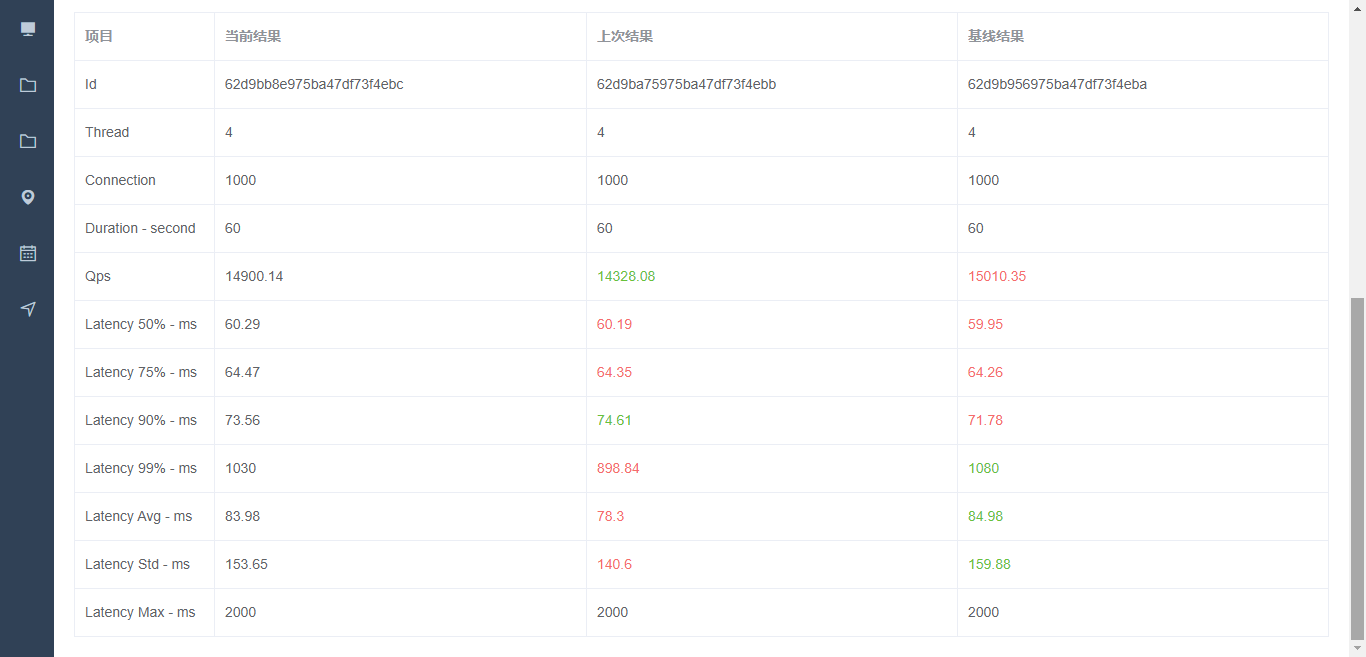 项目 当前结果 上次结果 基线结果
Id 62d9bb8e975ba47df73f4ebc 62d9ba75975ba47df73f4ebb 62d9b956975ba47df73f4eba
Thread 4 4 4
Connection 1000 1000 1000
Duration - second 60 60 60
Qps 14900.14 14328.08 15010.35
Latency 50% - ms 60.29 60.19 59.95
Latency 75% - ms 64.47 64.35 64.26
Latency 90% - ms 73.56 74.61 71.78
Latency 99% - ms 1030 898.84 1080
Latency Avg - ms 83.98 78.3 84.98
Latency Std - ms 153.65 140.6 159.88
Latency Max - ms 2000 2000 2000